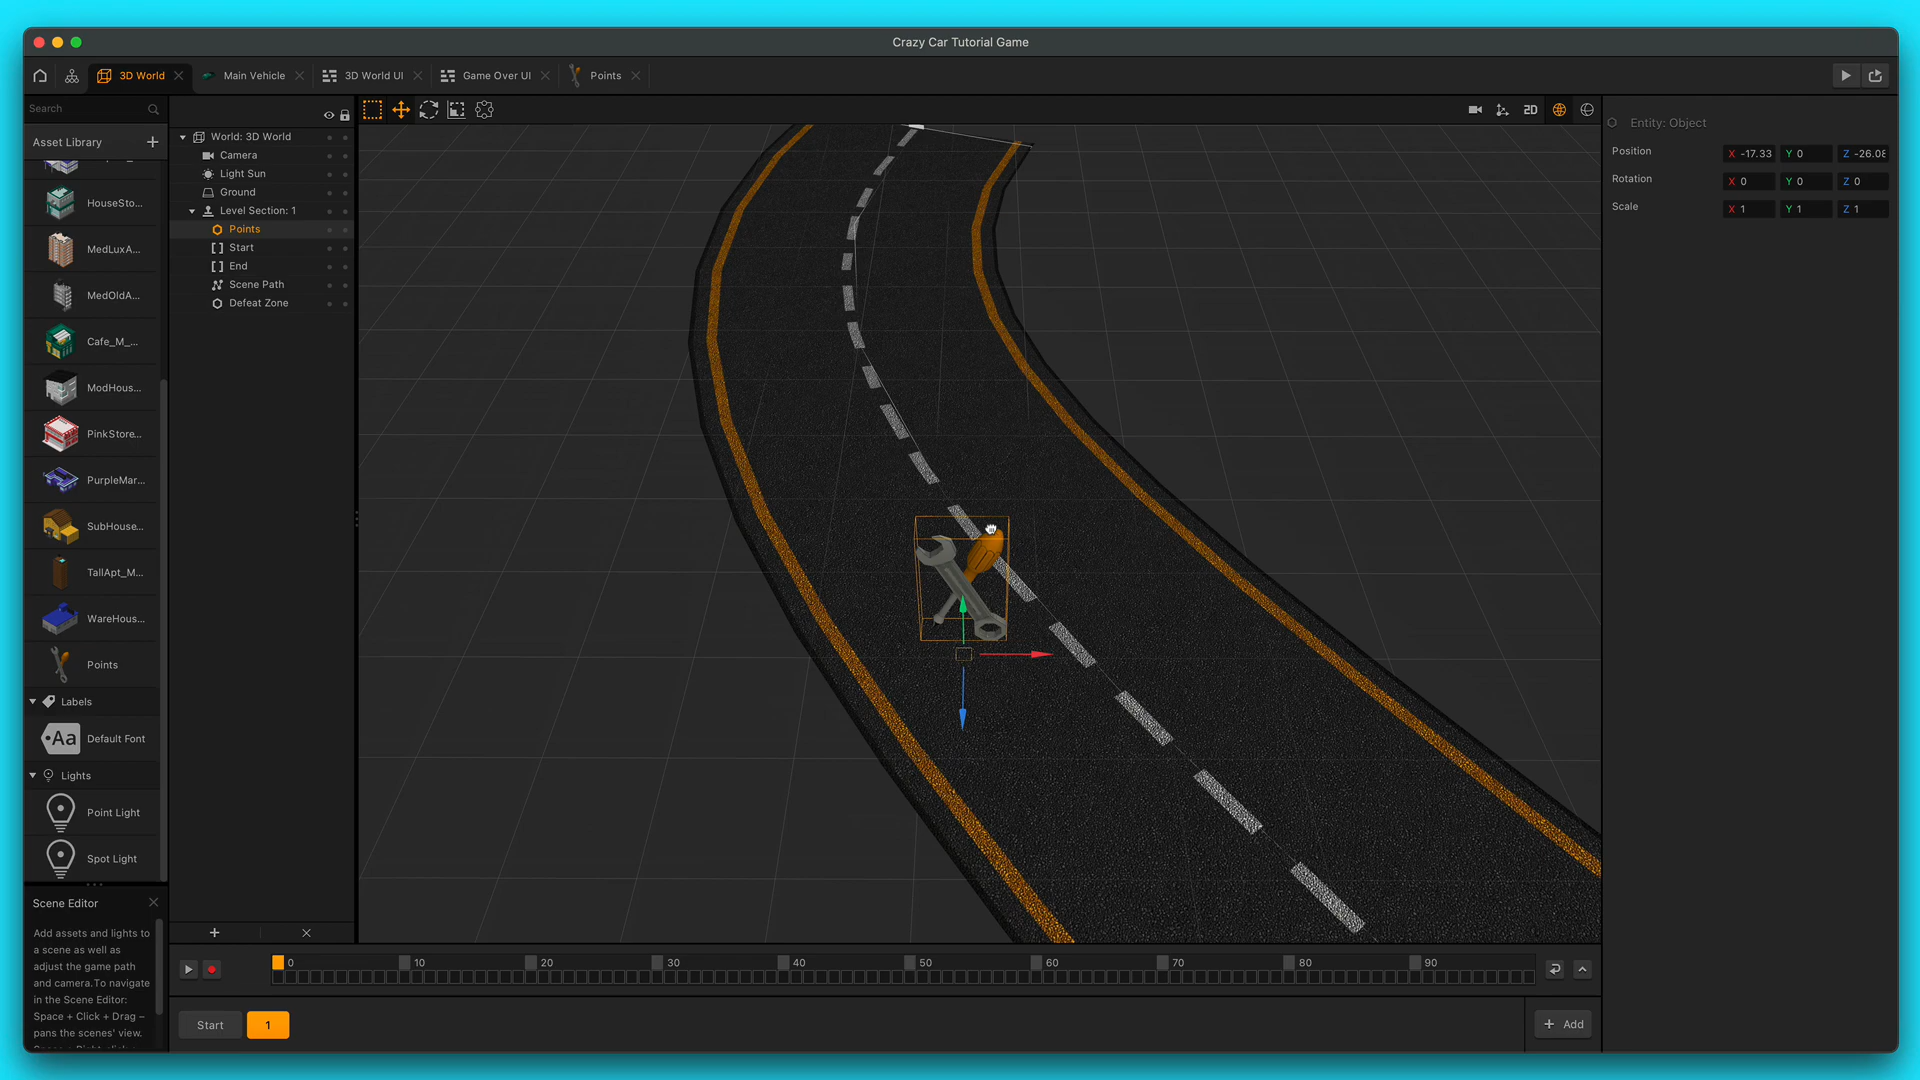 Crazy Car Tutorial Game
3D World
Main Vehicle
3D World UI
Game Over UI
Points
Search
Asset Library
HouseSto...
MedLuxA...
MedOldA...
Cafe_M_...
ModHous...
PinkStore...
PurpleMar...
SubHouse...
TallApt_M...
WareHous...
Points
Labels
Aa Default Font
Lights
Point Light
Spot Light
Scene Editor
Add assets and lights to
a scene as well as
adjust the game path
and camera.To navigate
in the Scene Editor:
Space + Click + Drag –
pans the scenes' view.
World: 3D World
Camera
Light Sun
Ground
Level Section: 1
Points
Start
End
Scene Path
Defeat Zone
2D
Entity: Object
Position X -17.33 Y 0 Z -26.08
Rotation X 0 Y 0 Z 0
Scale X 1 Y 1 Z 1
0 10 20 30 40 50 60 70 80 90
Start 1
+ Add